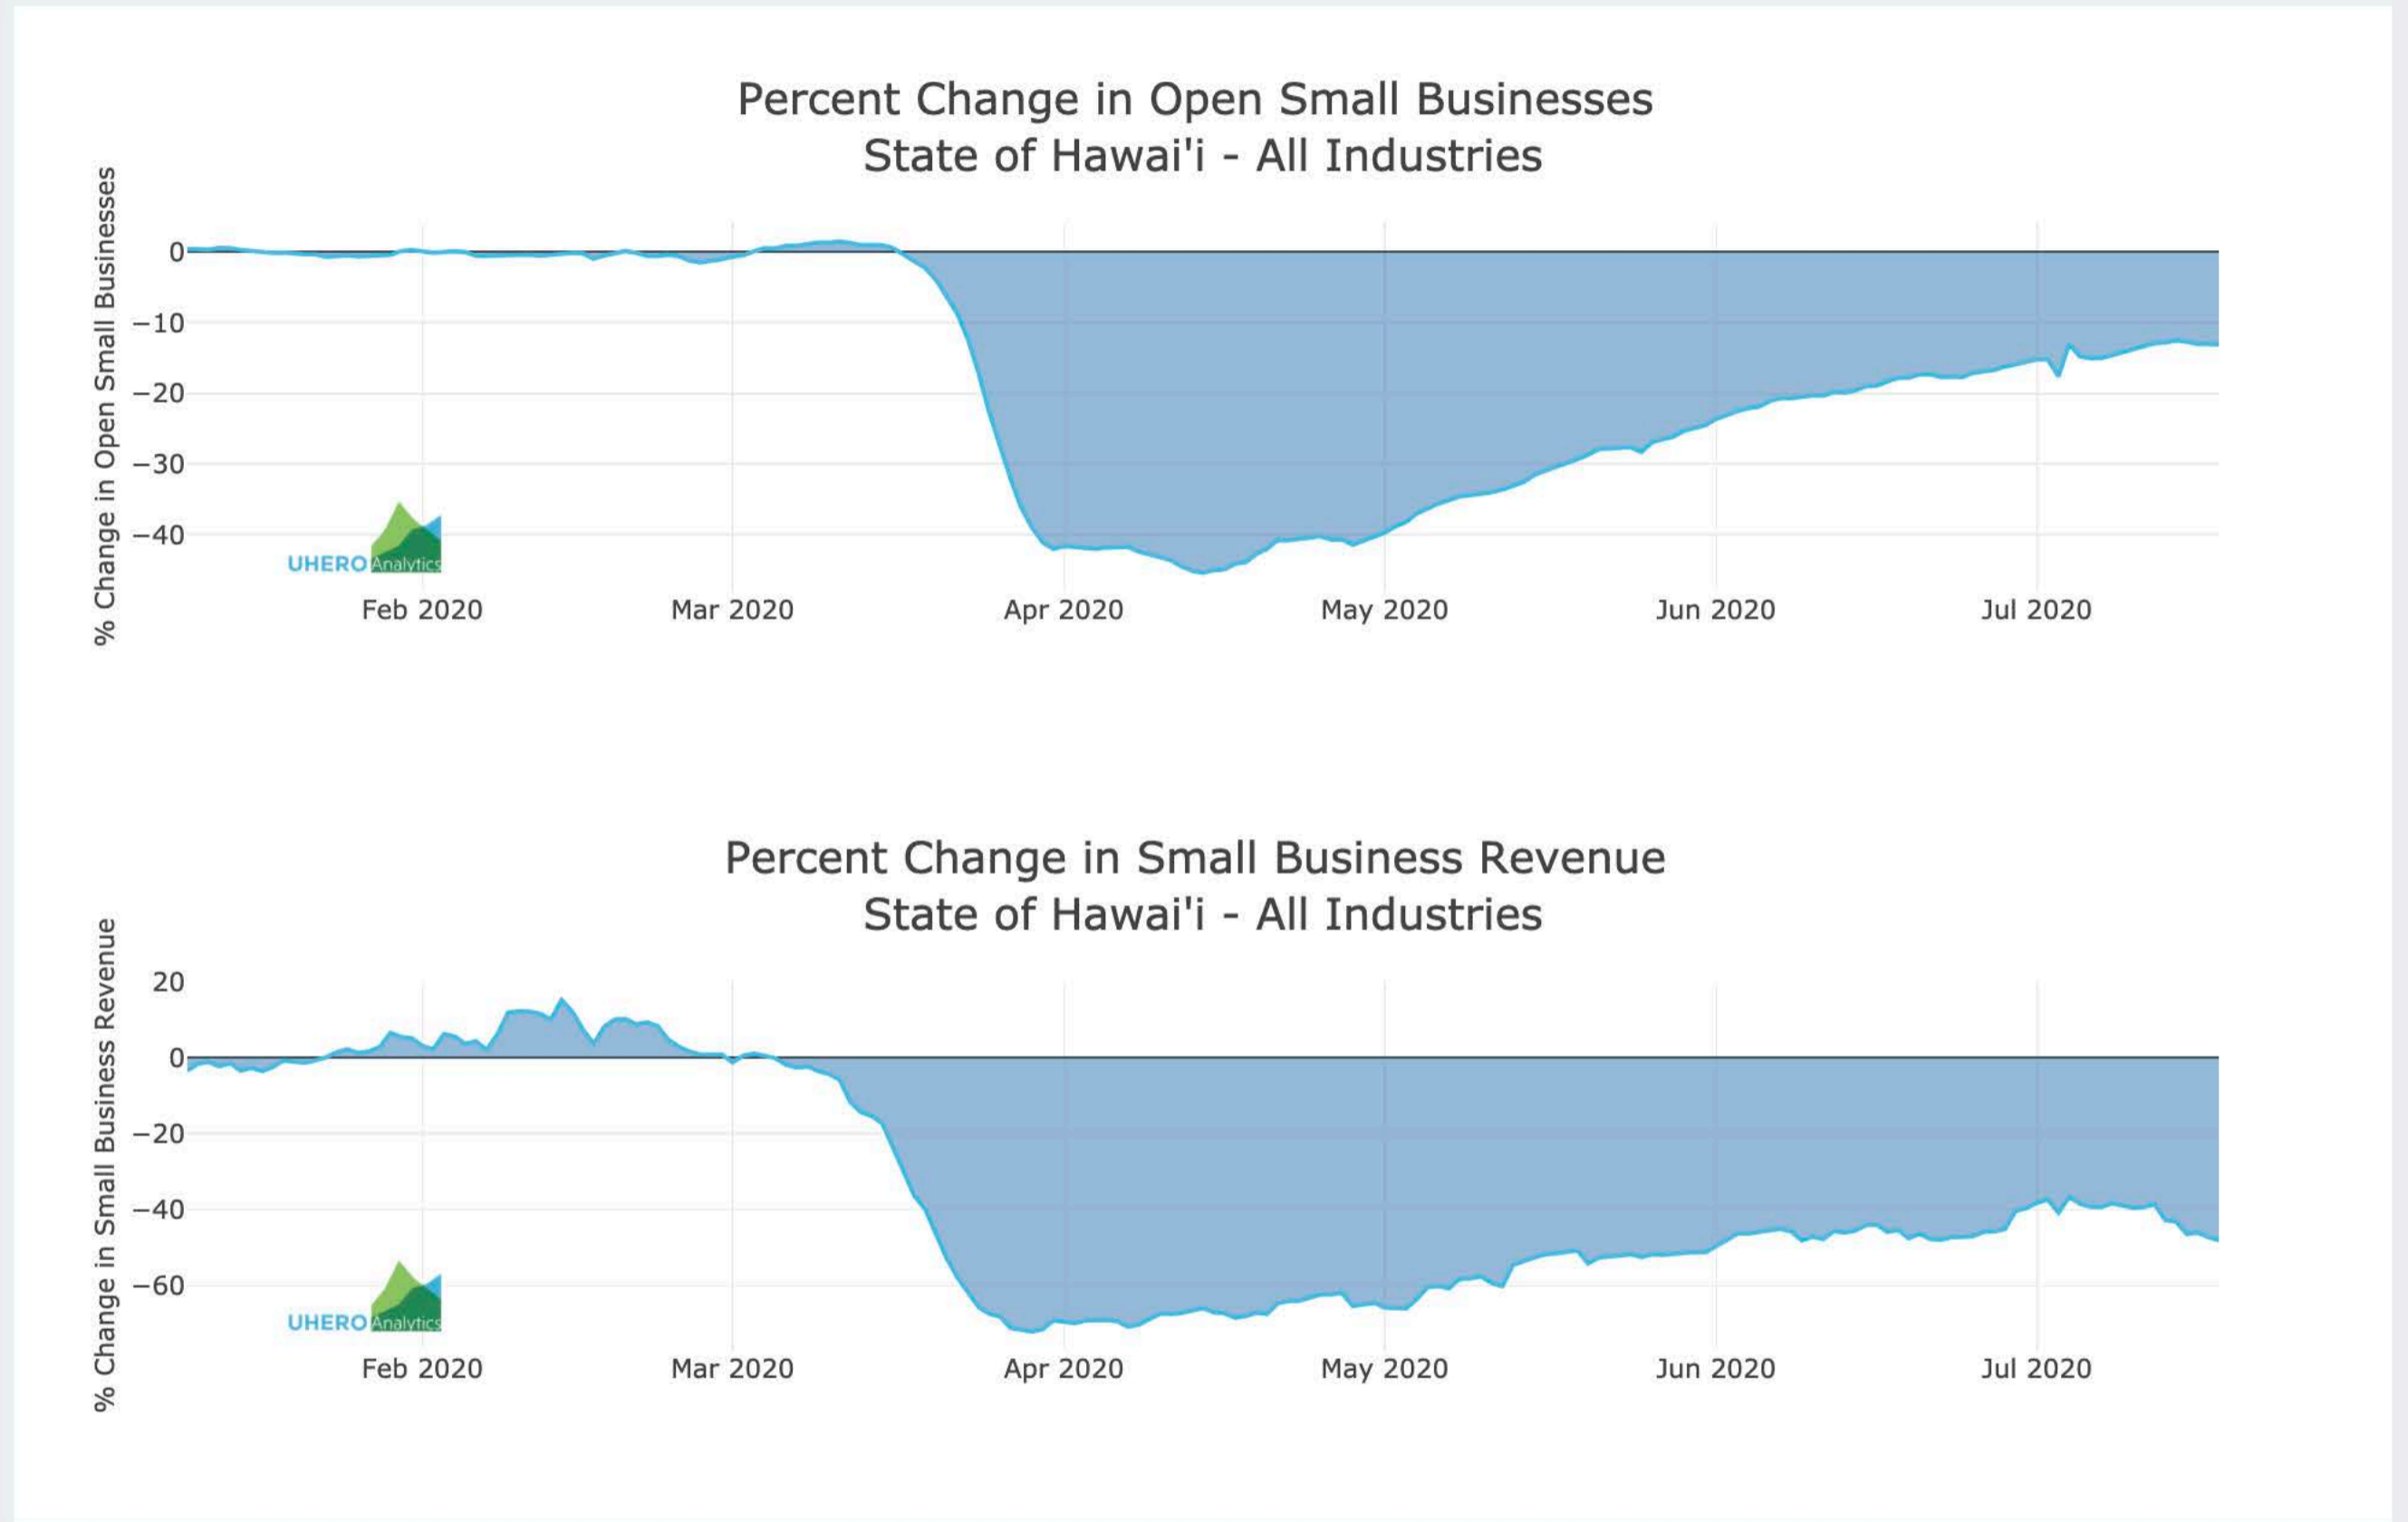 Percent Change in Open Small Businesses
State of Hawai'i - All Industries
% Change in Open Small Businesses
0
−10
−20
−30
−40
UHERO Analytics
Feb 2020
Mar 2020
Apr 2020
May 2020
Jun 2020
Jul 2020
Percent Change in Small Business Revenue
State of Hawai'i - All Industries
% Change in Small Business Revenue
20
0
−20
−40
−60
UHERO Analytics
Feb 2020
Mar 2020
Apr 2020
May 2020
Jun 2020
Jul 2020